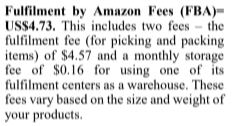 Fulfilment by Amazon Fees (FBA)=
US$4.73. This includes two fees – the
fulfilment fee (for picking and packing
items) of $4.57 and a monthly storage
fee of $0.16 for using one of its
fulfilment centers as a warehouse. These
fees vary based on the size and weight of
your products.